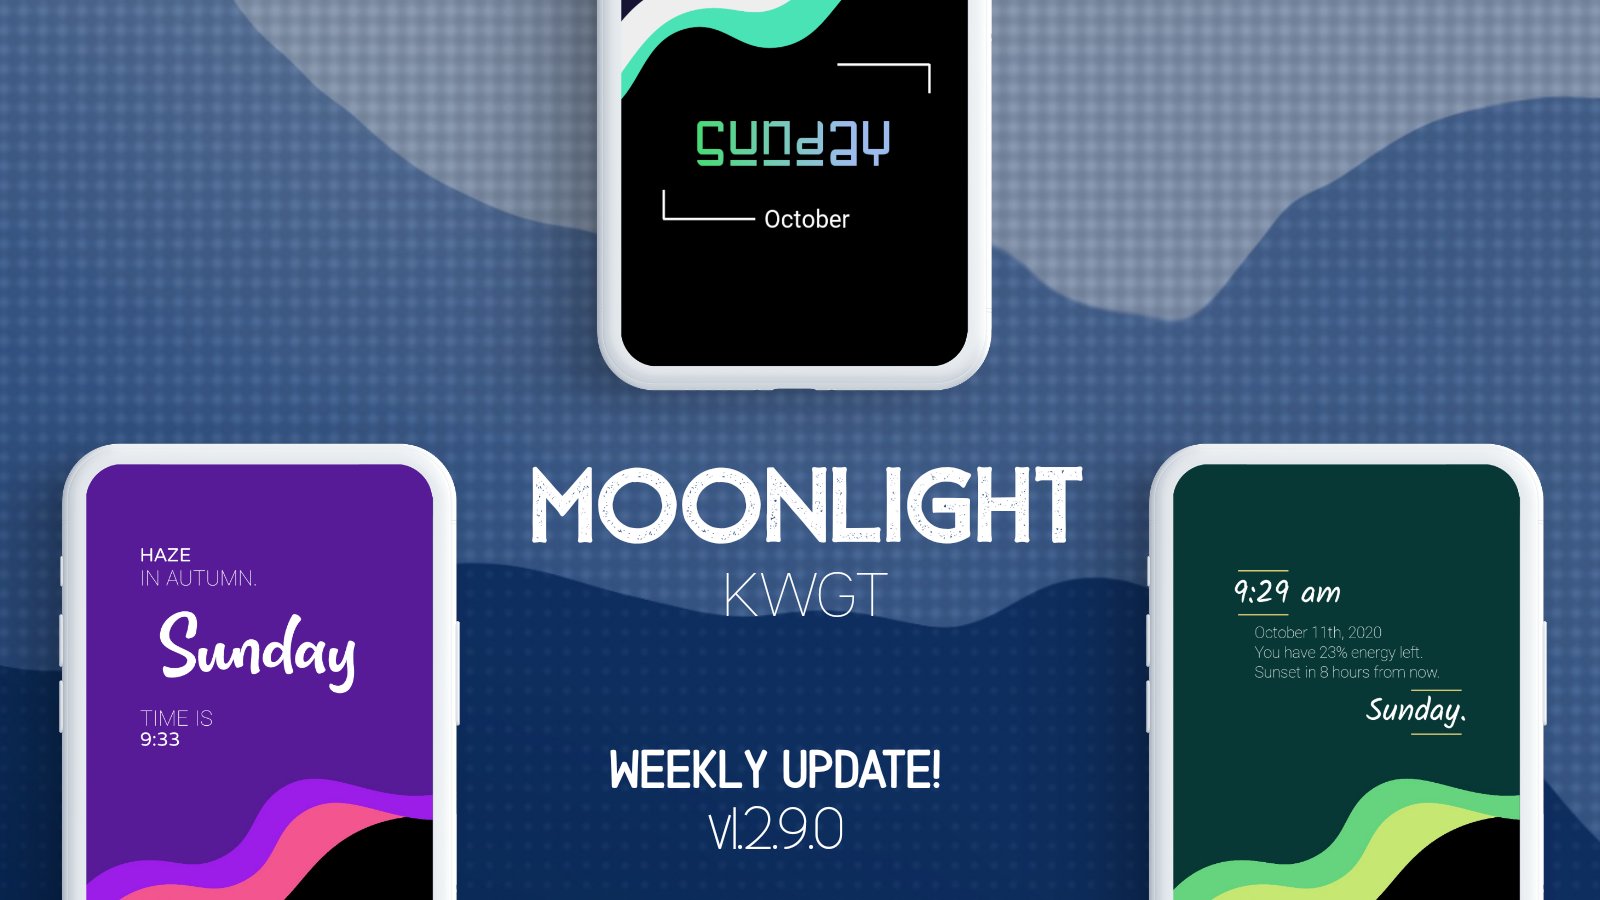 sunday
October
MOONLIGHT
KWGT
HAZE
IN AUTUMN.
Sunday
TIME IS
9:33
9:29 am
October 11th, 2020
You have 23% energy left.
Sunset in 8 hours from now.
Sunday.
WEEKLY UPDATE!
v1.2.9.0